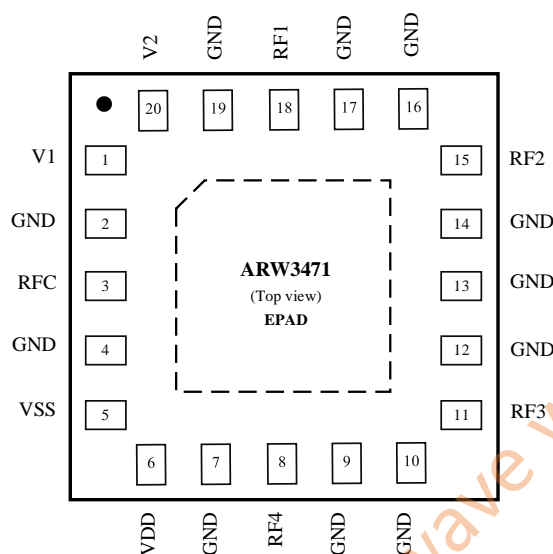 V2 GND RF1 GND GND
20 19 18 17 16
V1 1 15 RF2
GND 2 14 GND
RFC 3 13 GND
GND 4 12 GND
VSS 5 11 RF3
ARW3471
(Top view)
EPAD
6 7 8 9 10
VDD GND RF4 GND GND
wave w